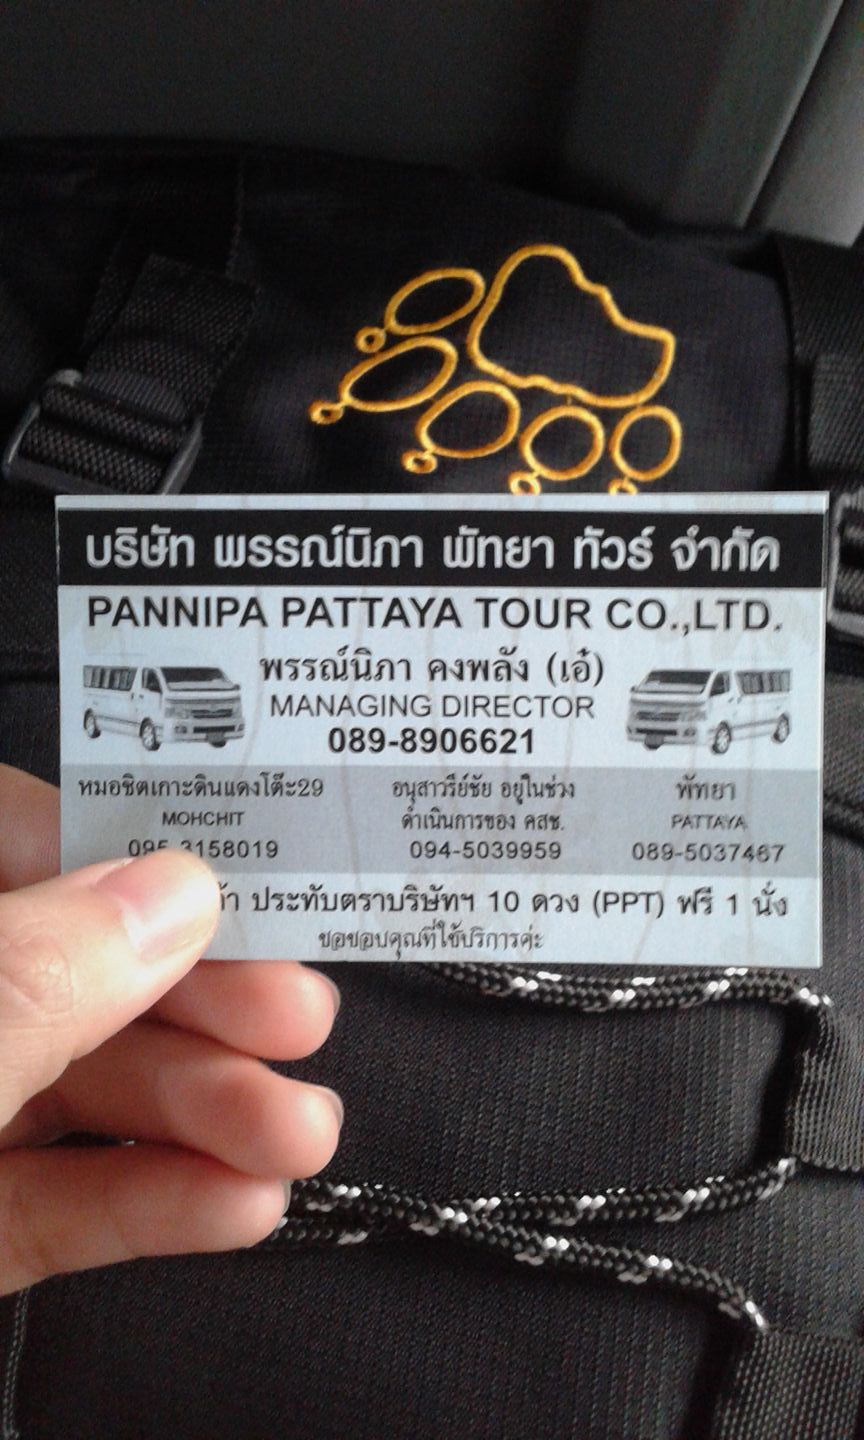 บริษัท พรรณ์นิภา พัทยา ทัวร์ จำกัด
PANNIPA PATTAYA TOUR CO.,LTD.
พรรณ์นิภา คงพลัง (เอ๋)
MANAGING DIRECTOR
089-8906621
หมอชิตเกาะดินแดงโต๊ะ29
MOHCHIT
095-3158019
อนุสาวรีย์ชัย อยู่ในช่วง
ดำเนินการของ คสช.
094-5039959
พัทยา
PATTAYA
089-5037467
ประทับตราบริษัทฯ 10 ดวง (PPT) ฟรี 1 นั่ง
ขอขอบคุณที่ใช้บริการค่ะ